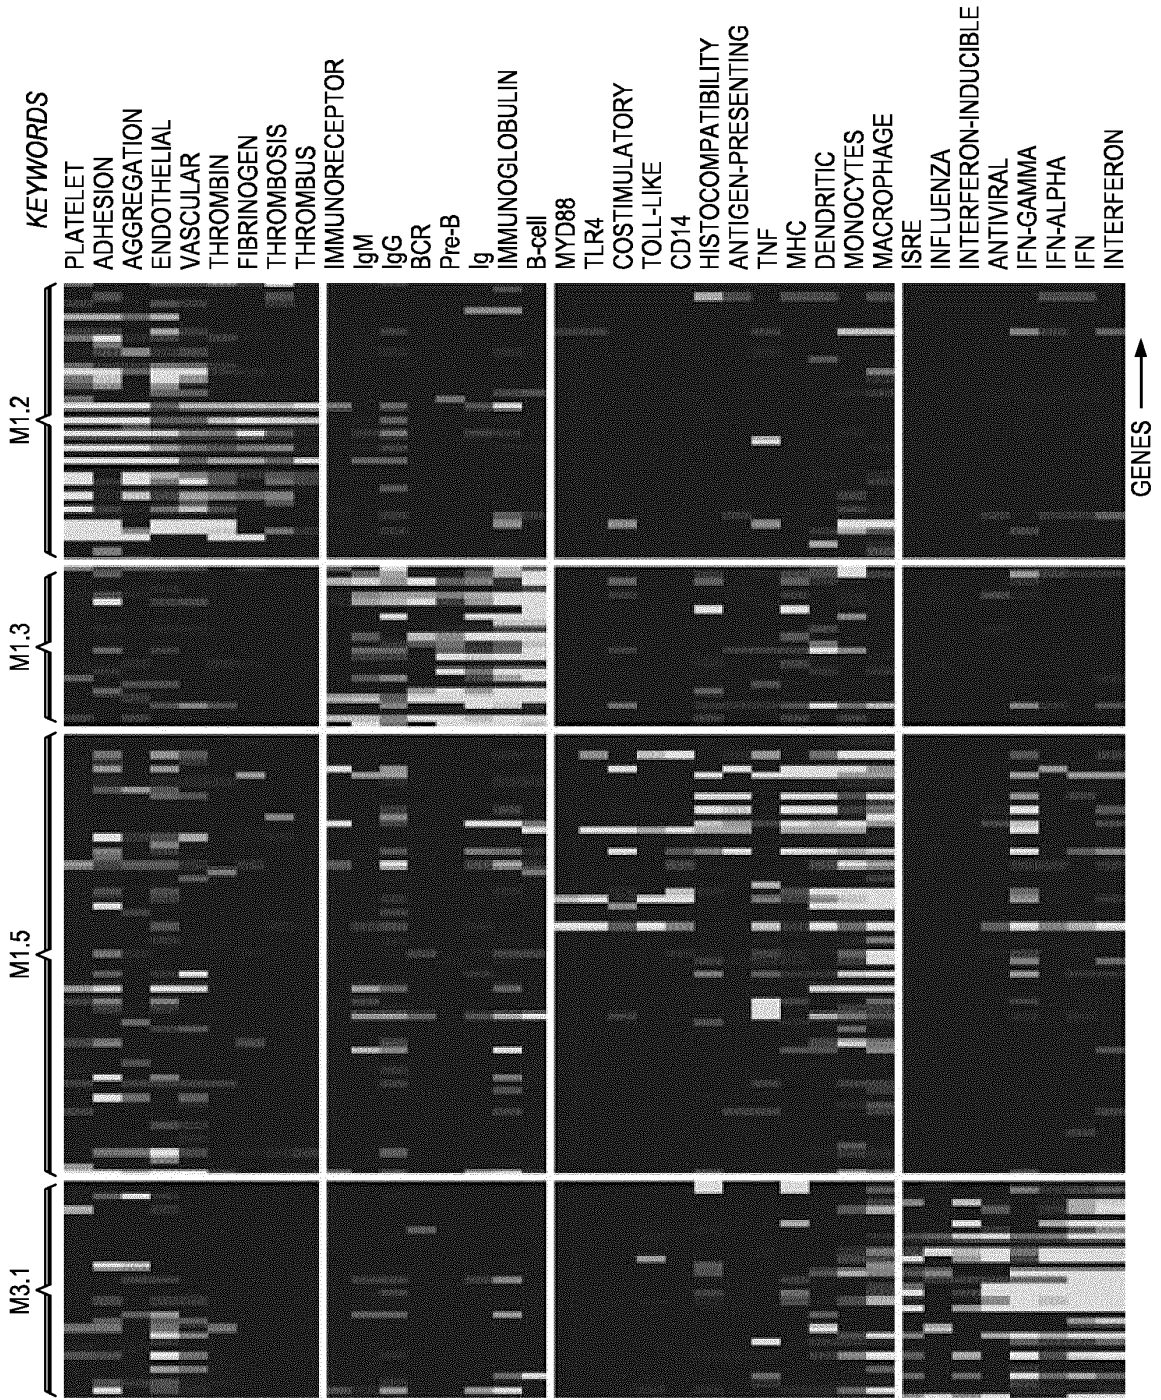 KEYWORDS
PLATELET
ADHESION
AGGREGATION
ENDOTHELIAL
VASCULAR
THROMBIN
FIBRINOGEN
THROMBOSIS
THROMBUS
IMMUNORECEPTOR
IgM
IgG
BCR
Pre-B
Ig
IMMUNOGLOBULIN
B-cell
MYD88
TLR4
COSTIMULATORY
TOLL-LIKE
CD14
HISTOCOMPATIBILITY
ANTIGEN-PRESENTING
TNF
MHC
DENDRITIC
MONOCYTES
MACROPHAGE
ISRE
INFLUENZA
INTERFERON-INDUCIBLE
ANTIVIRAL
IFN-GAMMA
IFN-ALPHA
IFN
INTERFERON
M3.1
M1.5
M1.3
M1.2
GENES